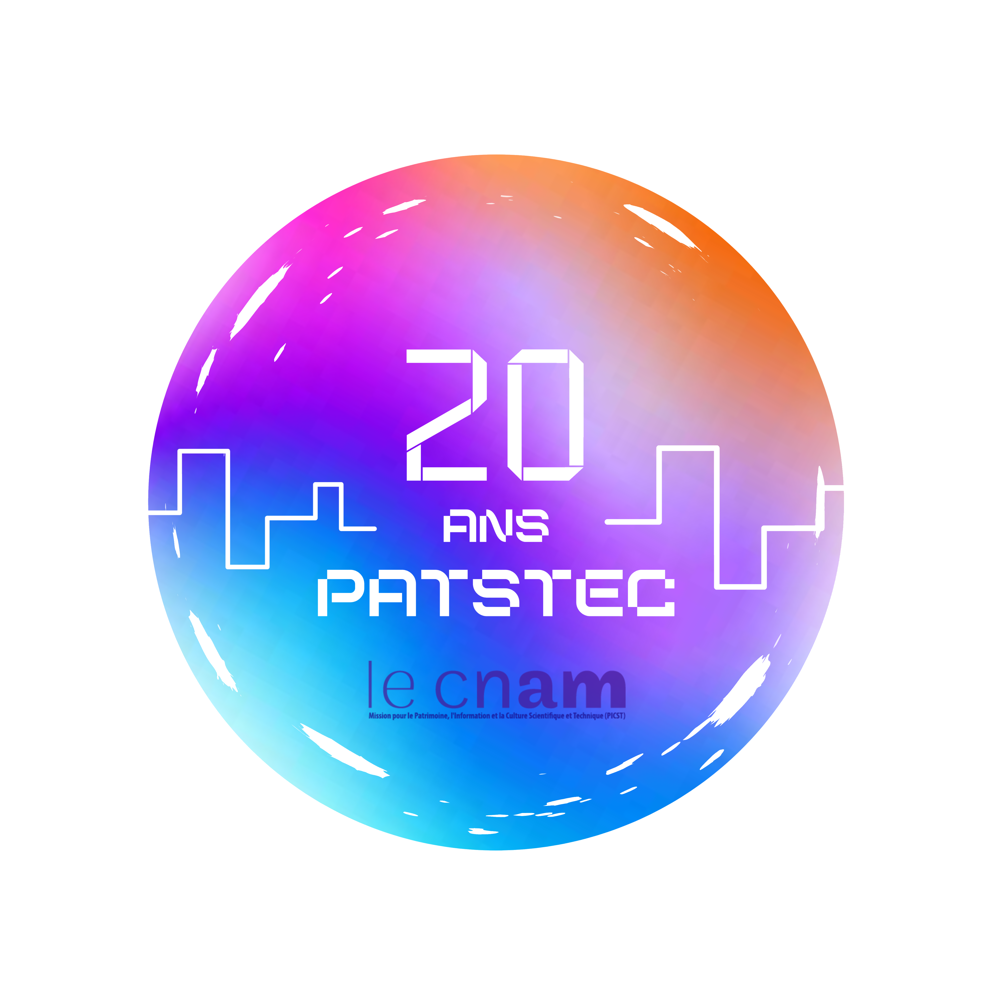 20
ANS
PATSTEC
le cnam
Mission pour le Patrimoine, l'Information et la Culture Scientifique et Technique (PICST)